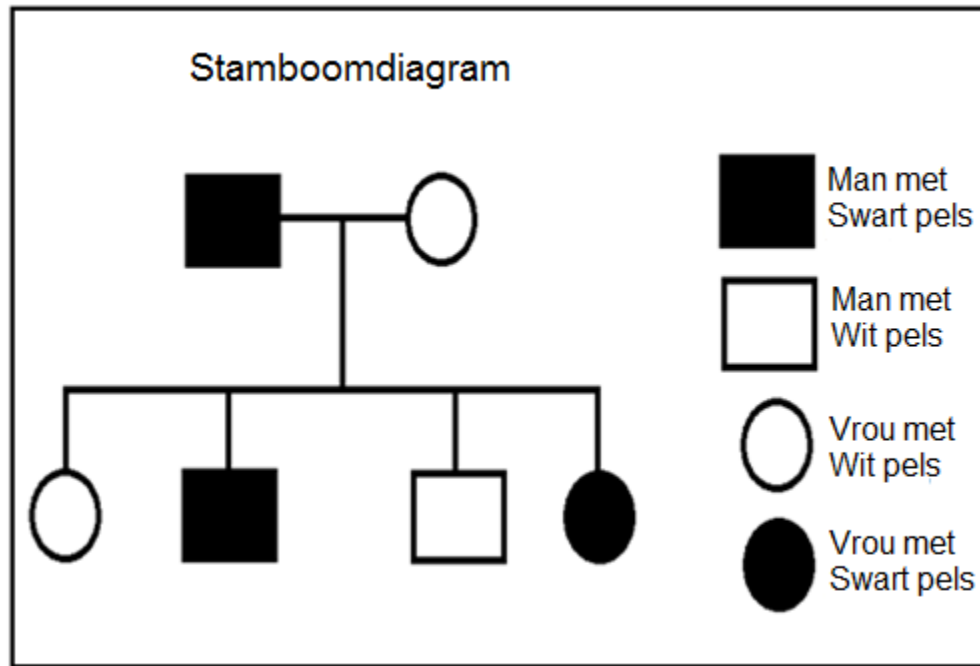 Stamboomdiagram
Man met
Swart pels
Man met
Wit pels
Vrou met
Wit pels
Vrou met
Swart pels